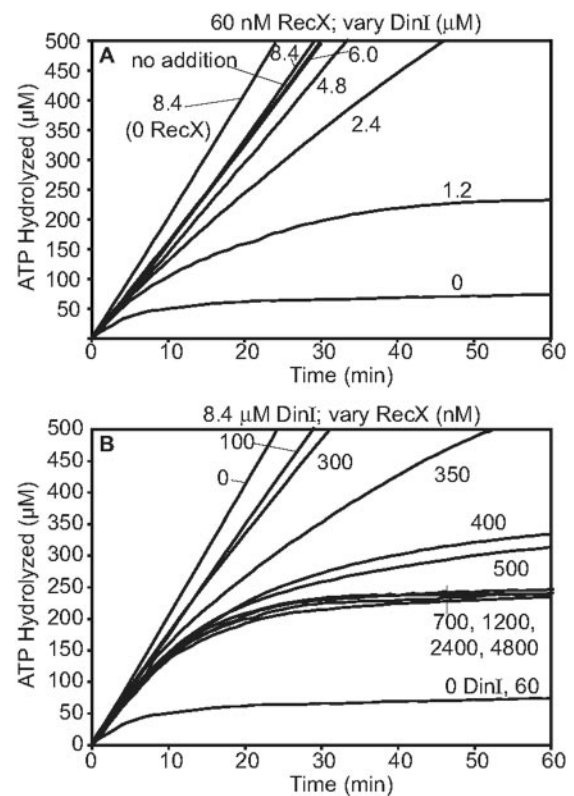 60 nM RecX; vary DinI (µM)
A
500
450
400
350
300
250
200
150
100
50
ATP Hydrolyzed (µM)
no addition
8.4
6.0
4.8
8.4
(0 RecX)
2.4
1.2
0
0 10 20 30 40 50 60
Time (min)
8.4 µM DinI; vary RecX (nM)
B
500
450
400
350
300
250
200
150
100
50
0
ATP Hydrolyzed (µM)
100
0
300
350
400
500
700, 1200,
2400, 4800
0 DinI, 60
0 10 20 30 40 50 60
Time (min)